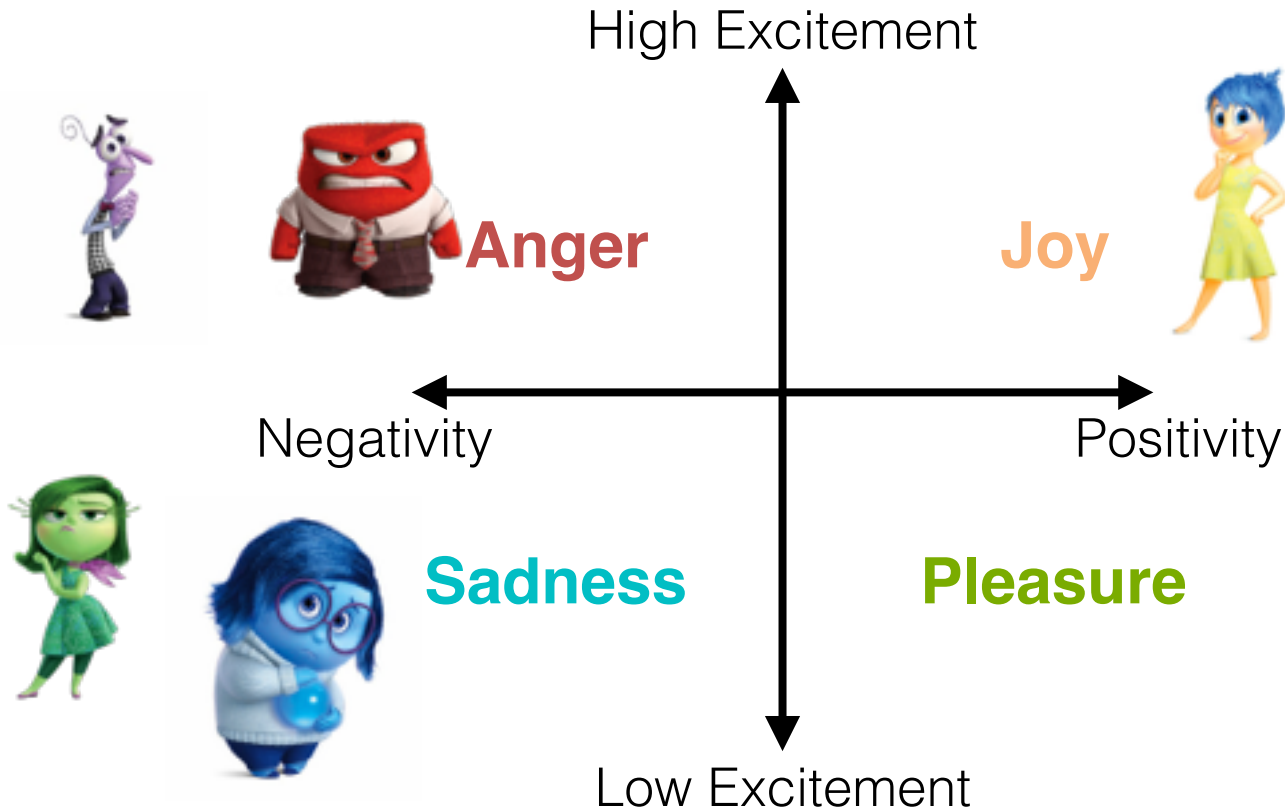 High Excitement
Anger
Joy
Negativity
Positivity
Sadness
Pleasure
Low Excitement